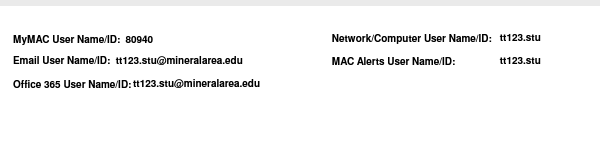 MyMAC User Name/ID: 80940
Email User Name/ID: tt123.stu@mineralarea.edu
Office 365 User Name/ID: tt123.stu@mineralarea.edu
Network/Computer User Name/ID: tt123.stu
MAC Alerts User Name/ID: tt123.stu